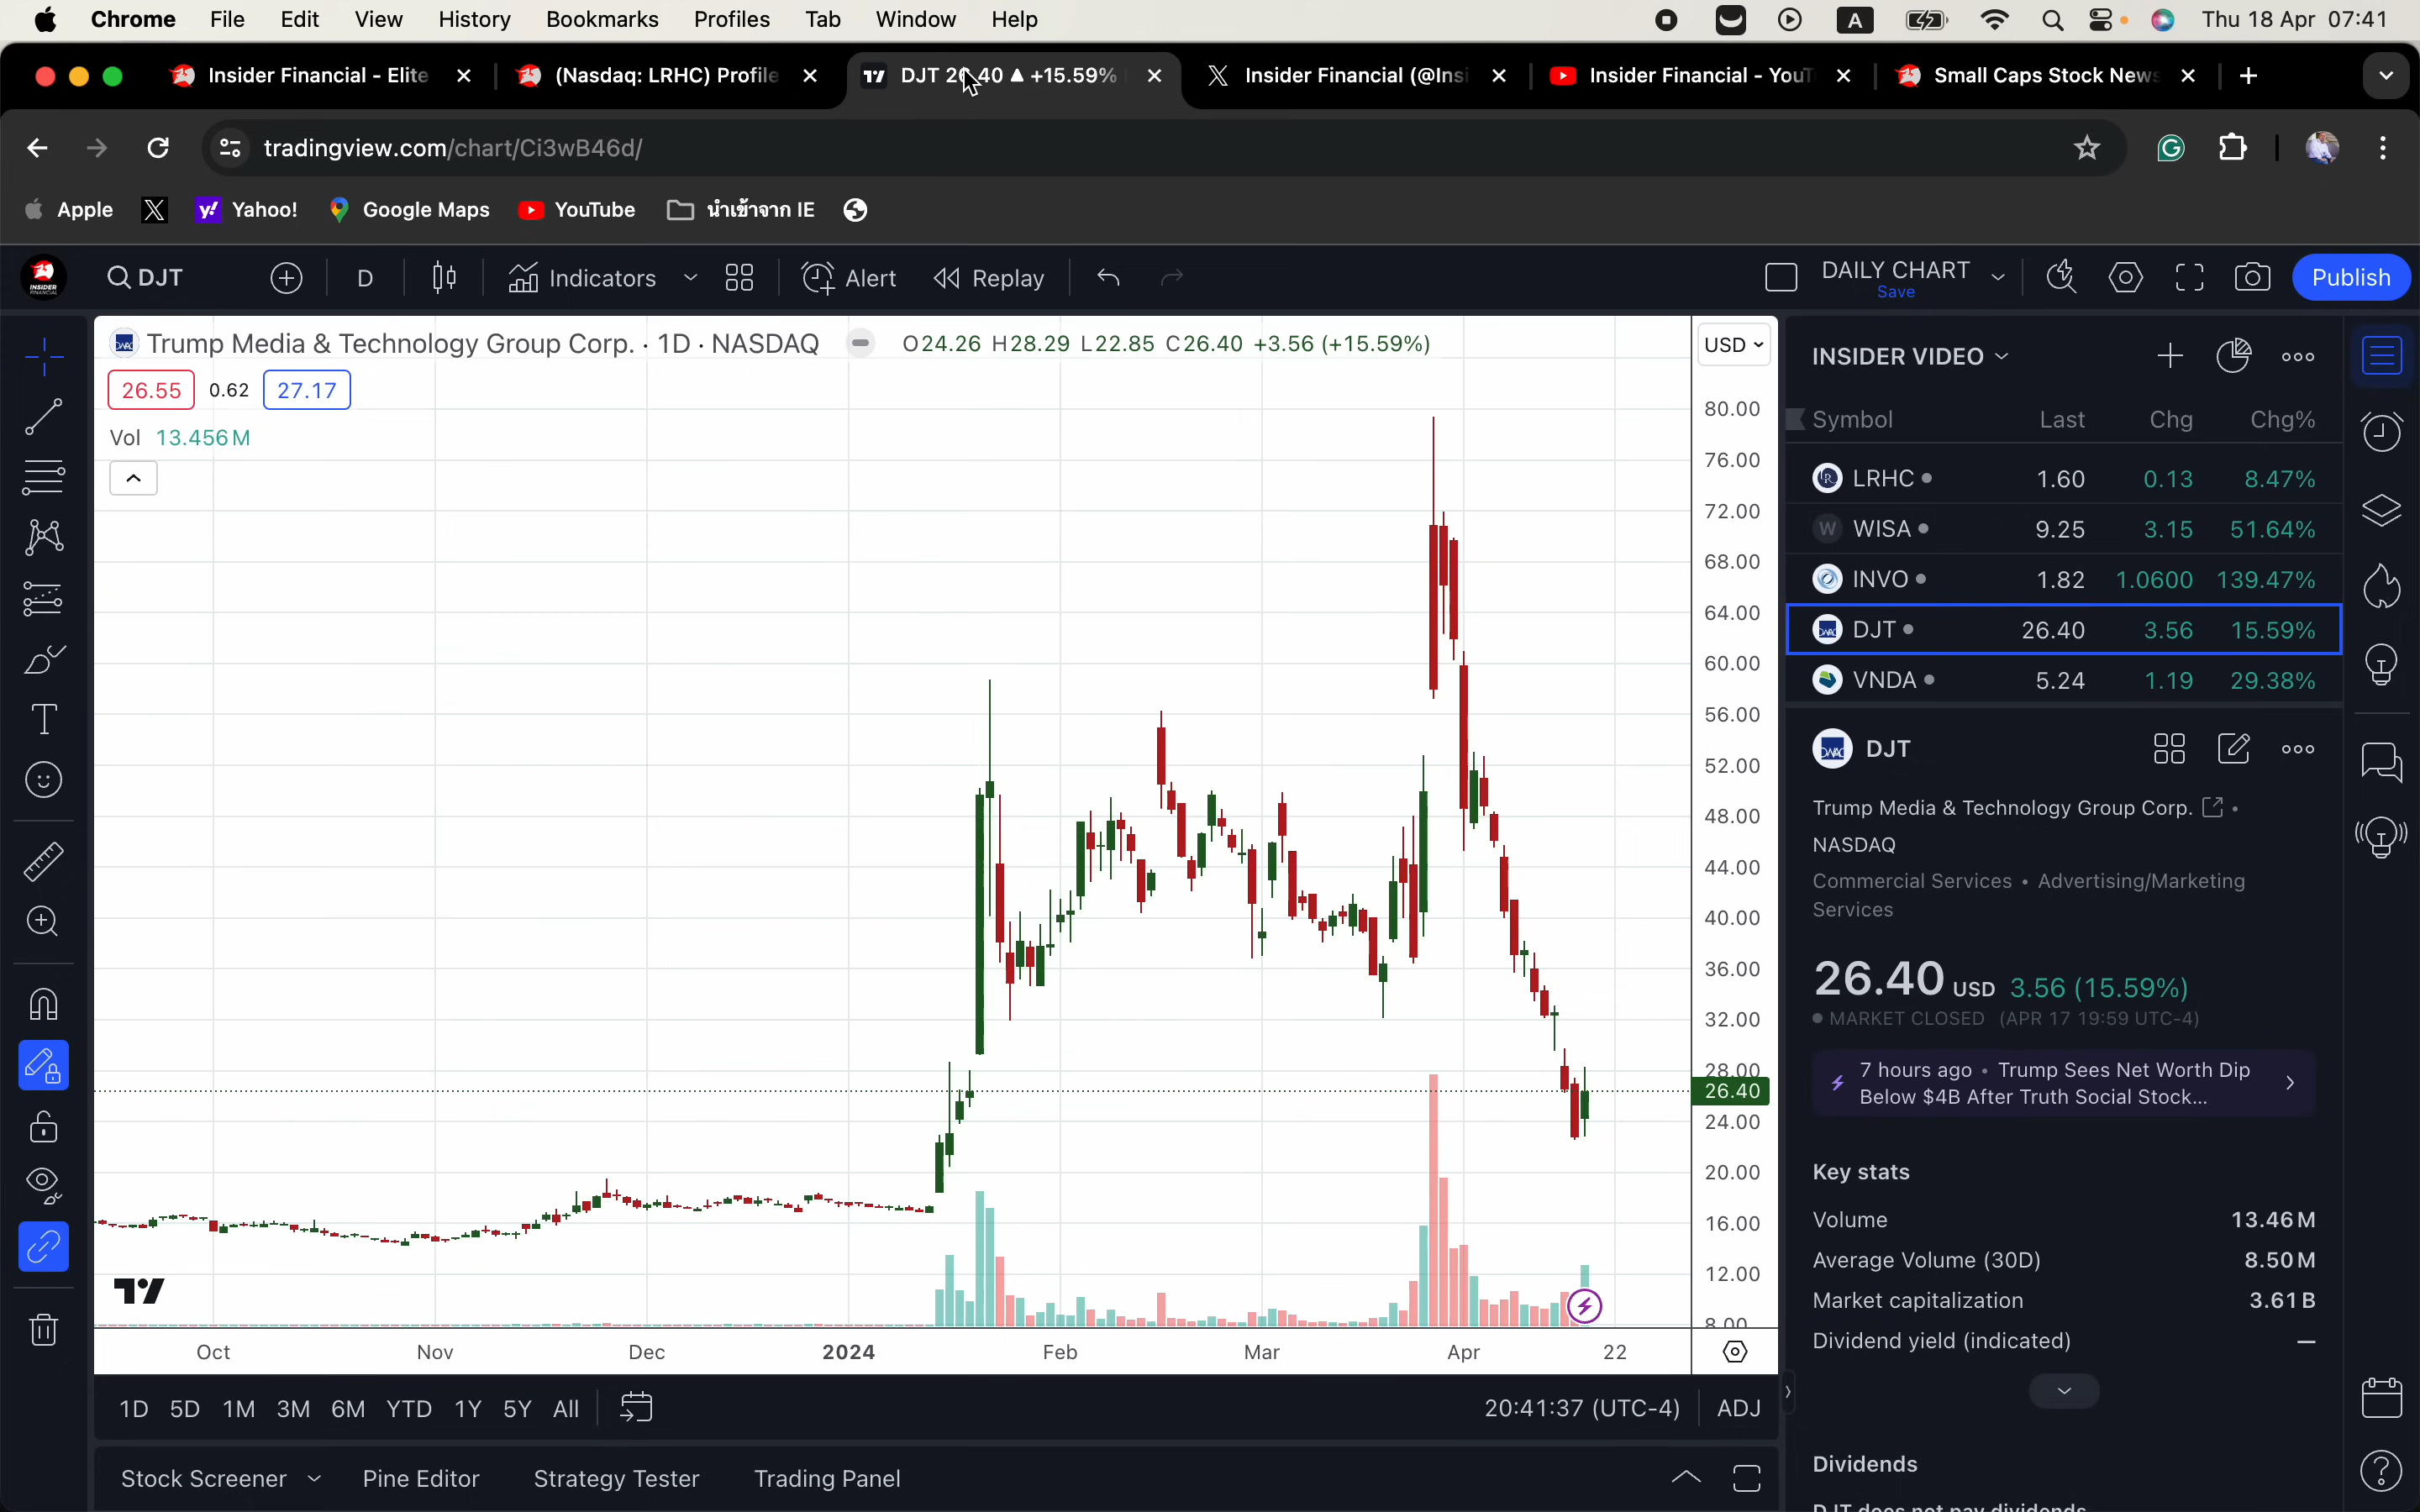 Chrome File Edit View History Bookmarks Profiles Tab Window Help A Thu 18 Apr 07:41
Insider Financial - Elite (Nasdaq: LRHC) Profile DJT 26.40 ▲ +15.59% Insider Financial (@Insi Insider Financial - YouT Small Caps Stock News
tradingview.com/chart/Ci3wB46d/
Apple Yahoo! Google Maps YouTube นำเข้าจาก IE
DJT D Indicators Alert Replay DAILY CHART Save Publish
Trump Media & Technology Group Corp. · 1D · NASDAQ O24.26 H28.29 L22.85 C26.40 +3.56 (+15.59%)
26.55 0.62 27.17
Vol 13.456M
USD
80.00
76.00
72.00
68.00
64.00
60.00
56.00
52.00
48.00
44.00
40.00
36.00
32.00
28.00
26.40
24.00
20.00
16.00
12.00
8.00
Oct Nov Dec 2024 Feb Mar Apr 22
1D 5D 1M 3M 6M YTD 1Y 5Y All 20:41:37 (UTC-4) ADJ
Stock Screener Pine Editor Strategy Tester Trading Panel
INSIDER VIDEO
Symbol Last Chg Chg%
LRHC 1.60 0.13 8.47%
W WISA 9.25 3.15 51.64%
INVO 1.82 1.0600 139.47%
DJT 26.40 3.56 15.59%
VNDA 5.24 1.19 29.38%
DWAC DJT
Trump Media & Technology Group Corp. •
NASDAQ
Commercial Services • Advertising/Marketing
Services
26.40 USD 3.56 (15.59%)
MARKET CLOSED (APR 17 19:59 UTC-4)
7 hours ago • Trump Sees Net Worth Dip
Below $4B After Truth Social Stock...
Key stats
Volume 13.46M
Average Volume (30D) 8.50M
Market capitalization 3.61B
Dividend yield (indicated) —
Dividends
DJT does not pay dividends